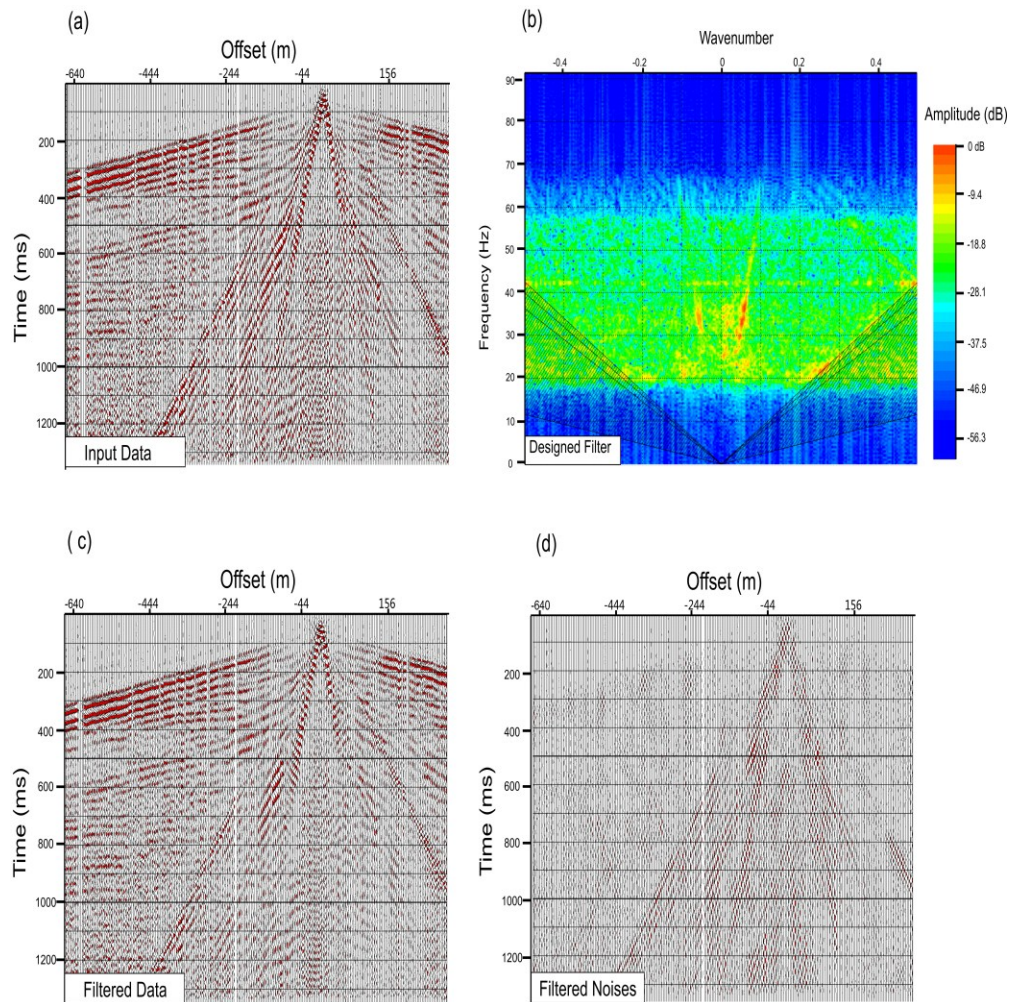 (a)
Offset (m)
-640 -444 -244 -44 156
Time (ms)
200
400
600
800
1000
1200
Input Data
(b)
Wavenumber
-0.4 -0.2 0 0.2 0.4
Frequency (Hz)
90
80
70
60
50
40
30
20
10
0
Designed Filter
Amplitude (dB)
0 dB
-9.4
-18.8
-28.1
-37.5
-46.9
-56.3
( c)
Offset (m)
-640 -444 -244 -44 156
Time (ms)
200
400
600
800
1000
1200
Filtered Data
(d)
Offset (m)
-640 -444 -244 -44 156
Time (ms)
200
400
600
800
1000
1200
Filtered Noises